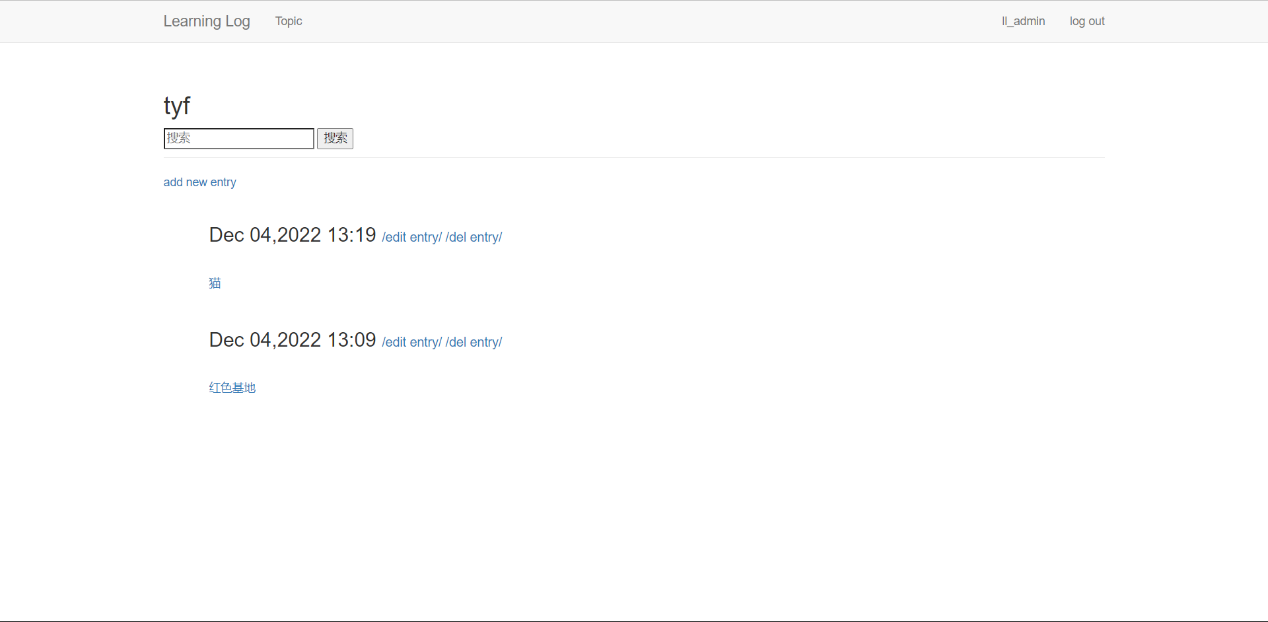 Learning Log Topic ll_admin log out
tyf
搜索 搜索
add new entry
Dec 04,2022 13:19 /edit entry/ /del entry/
猫
Dec 04,2022 13:09 /edit entry/ /del entry/
红色基地